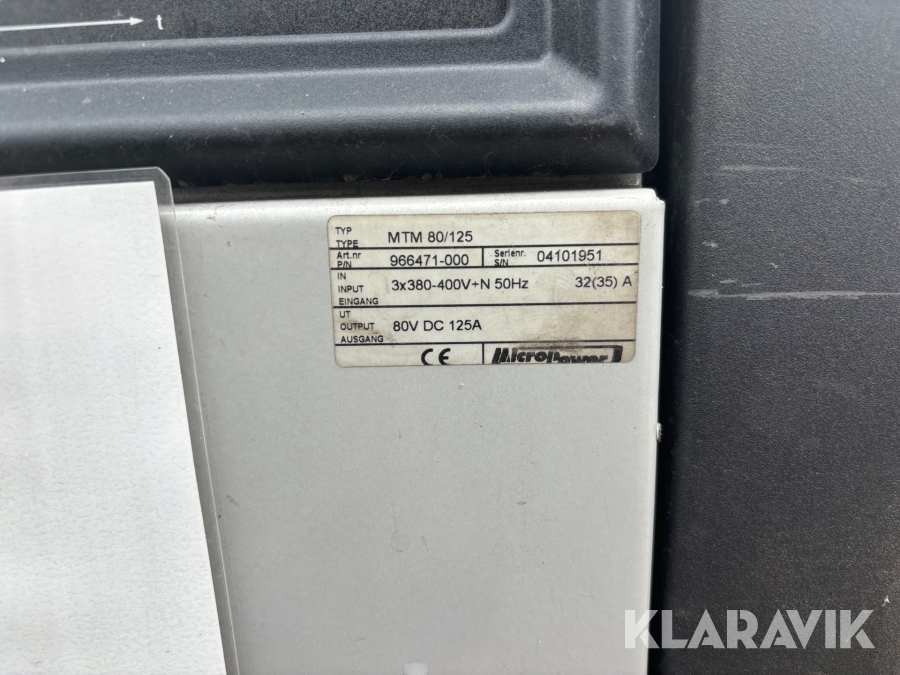 t
TYP
TYPE MTM 80/125
Art.nr
P/N 966471-000 Serienr.
S/N 04101951
IN
INPUT 3x380-400V+N 50Hz 32(35) A
EINGANG
UT
OUTPUT 80V DC 125A
AUSGANG
CE MicroPower
KLARAVIK